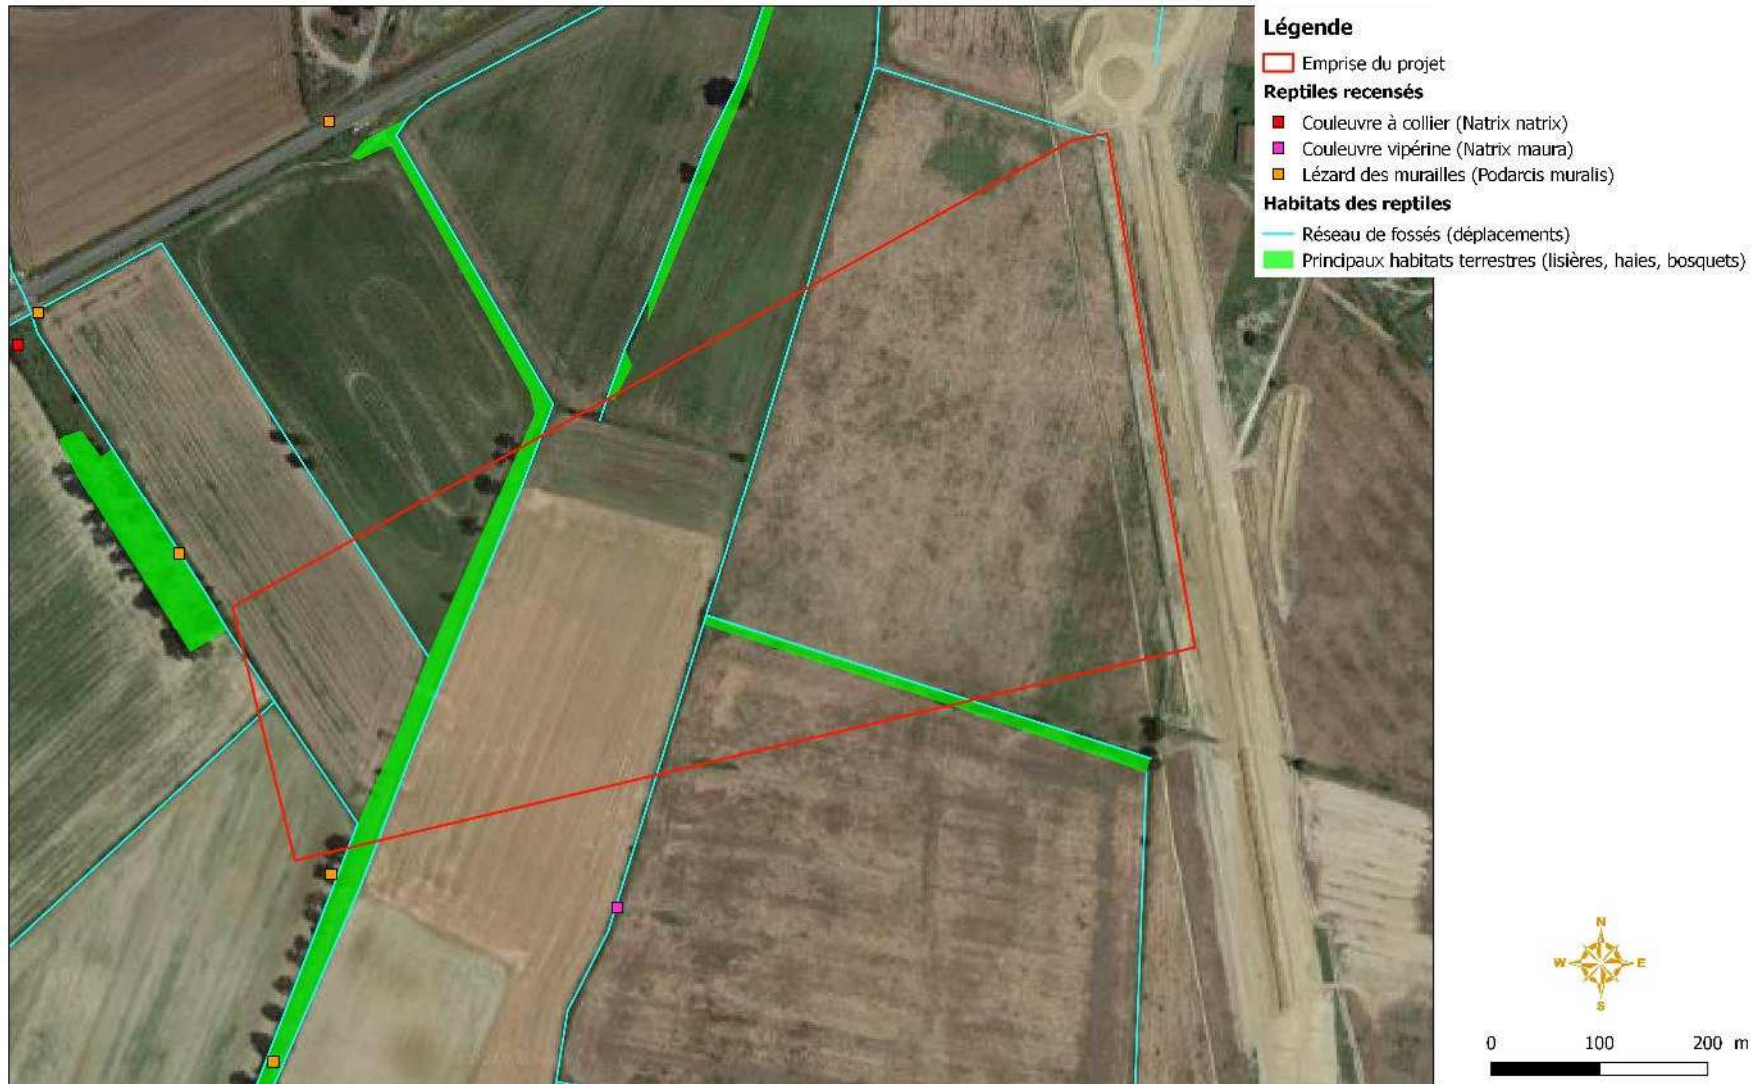 Légende
Emprise du projet
Reptiles recensés
Couleuvre à collier (Natrix natrix)
Couleuvre vipérine (Natrix maura)
Lézard des murailles (Podarcis muralis)
Habitats des reptiles
Réseau de fossés (déplacements)
Principaux habitats terrestres (lisières, haies, bosquets)
N
W E
S
0 100 200 m